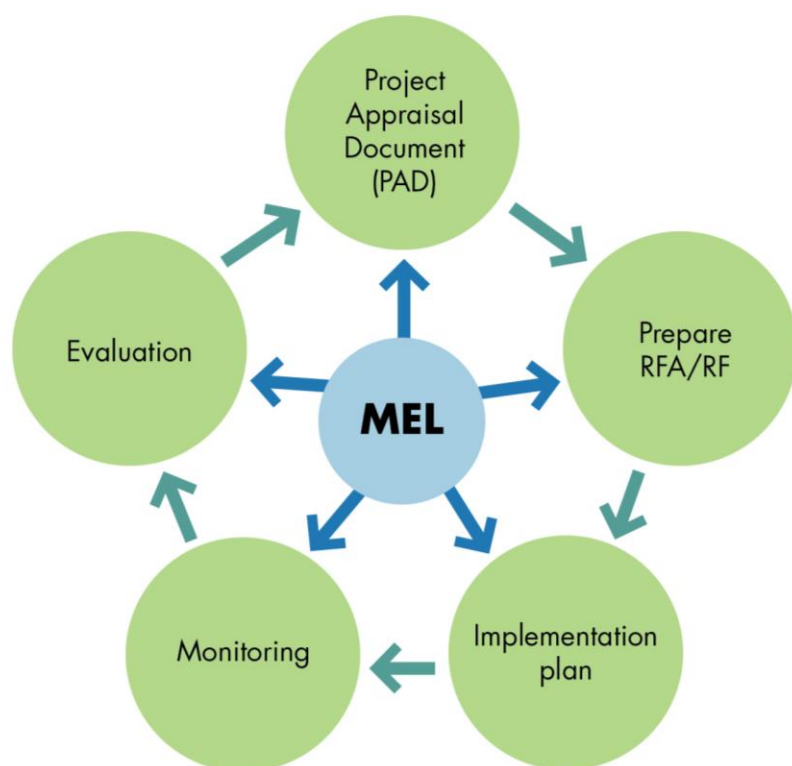 Project
Appraisal
Document
(PAD)
Evaluation
Prepare
RFA/RF
MEL
Monitoring
Implementation
plan